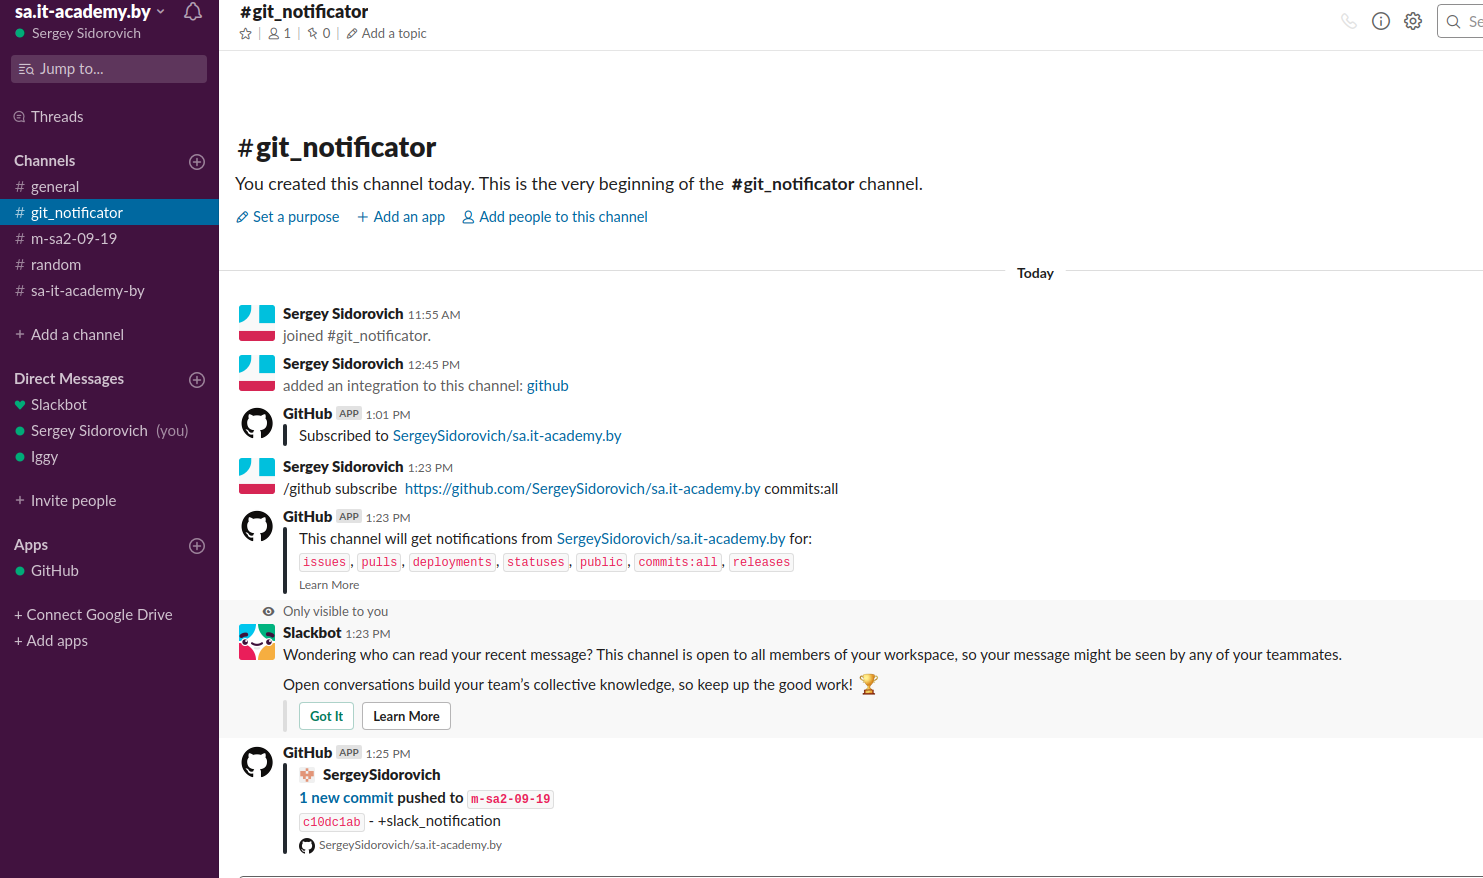 sa.it-academy.by
Sergey Sidorovich
Jump to...
Threads
Channels
# general
# git_notificator
# m-sa2-09-19
# random
# sa-it-academy-by
+ Add a channel
Direct Messages
Slackbot
Sergey Sidorovich (you)
Iggy
+ Invite people
Apps
GitHub
+ Connect Google Drive
+ Add apps
#git_notificator
1 | 0 | Add a topic
#git_notificator
You created this channel today. This is the very beginning of the #git_notificator channel.
Set a purpose + Add an app Add people to this channel
Today
Sergey Sidorovich 11:55 AM
joined #git_notificator.
Sergey Sidorovich 12:45 PM
added an integration to this channel: github
GitHub APP 1:01 PM
Subscribed to SergeySidorovich/sa.it-academy.by
Sergey Sidorovich 1:23 PM
/github subscribe https://github.com/SergeySidorovich/sa.it-academy.by commits:all
GitHub APP 1:23 PM
This channel will get notifications from SergeySidorovich/sa.it-academy.by for:
issues, pulls, deployments, statuses, public, commits:all, releases
Learn More
Only visible to you
Slackbot 1:23 PM
Wondering who can read your recent message? This channel is open to all members of your workspace, so your message might be seen by any of your teammates.
Open conversations build your team's collective knowledge, so keep up the good work!
Got It Learn More
GitHub APP 1:25 PM
SergeySidorovich
1 new commit pushed to m-sa2-09-19
c10dc1ab - +slack_notification
SergeySidorovich/sa.it-academy.by